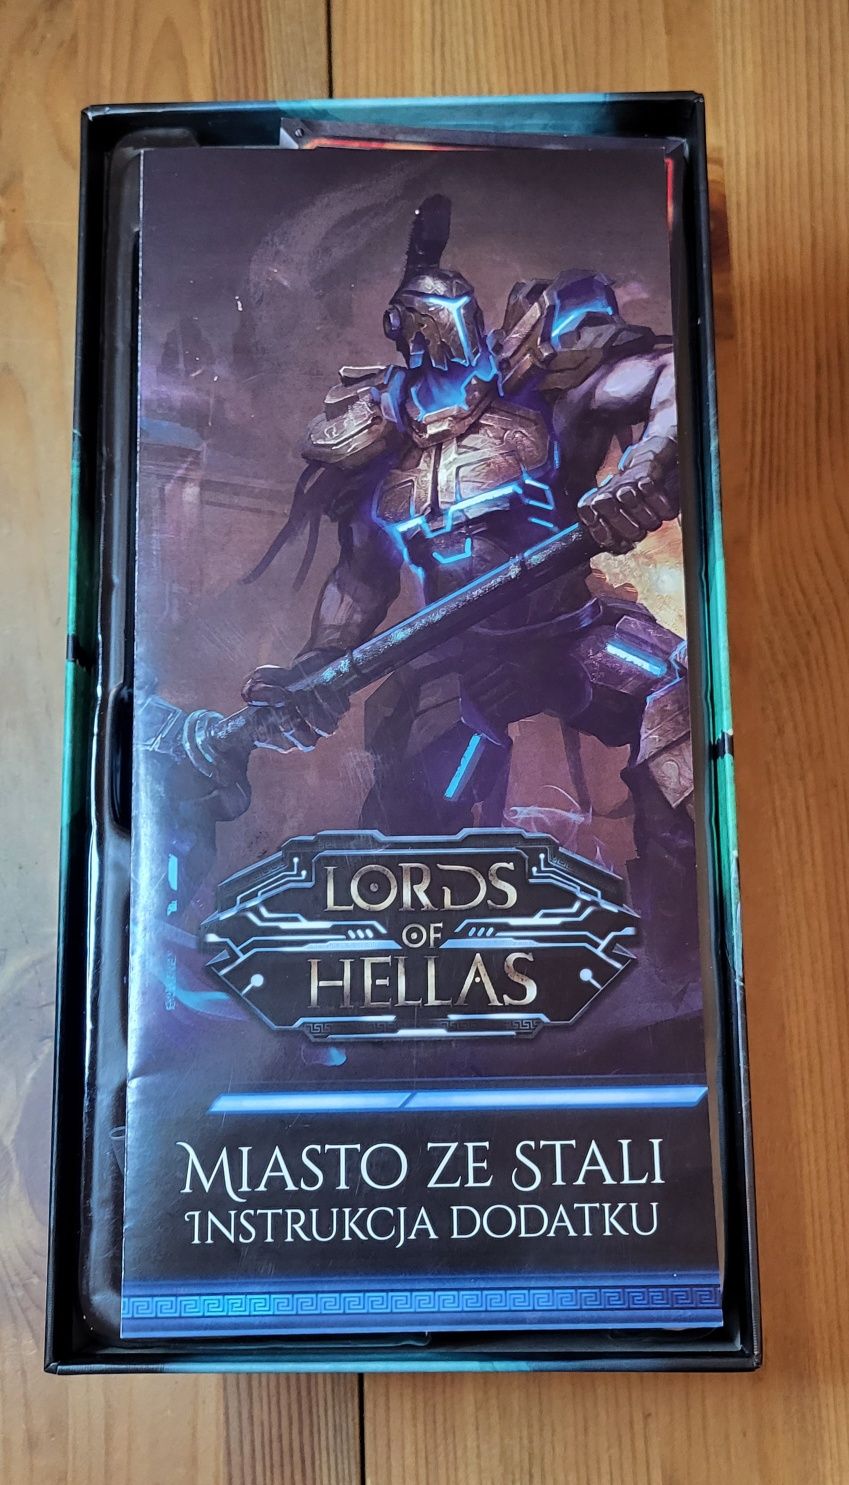 LORDS
OF
HELLAS
MIASTO ZE STALI
INSTRUKCJA DODATKU